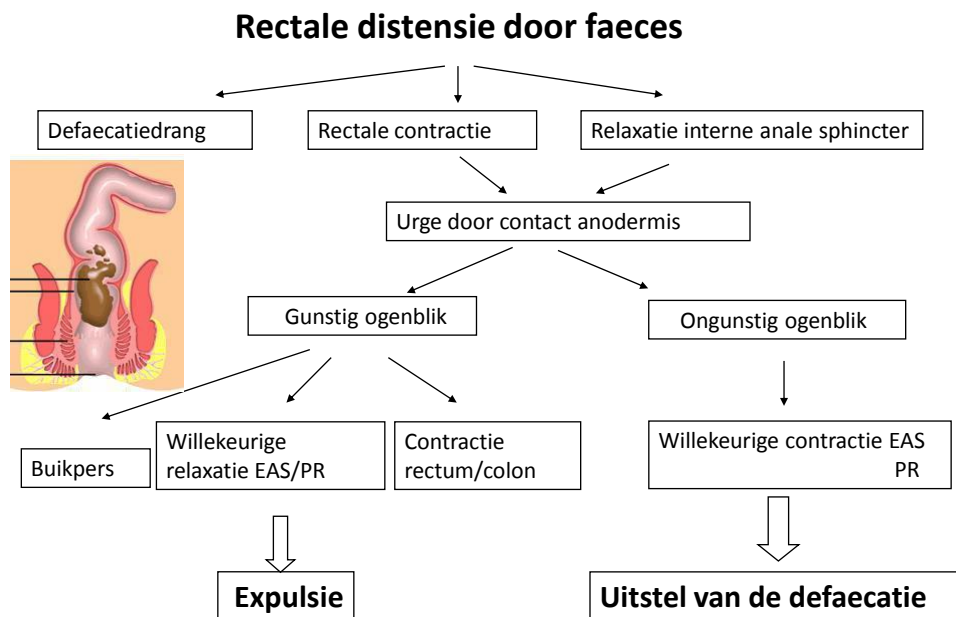 Rectale distensie door faeces
Defaecatiedrang
Rectale contractie
Relaxatie interne anale sphincter
Urge door contact anodermis
Gunstig ogenblik
Ongunstig ogenblik
Buikpers
Willekeurige
relaxatie EAS/PR
Contractie
rectum/colon
Willekeurige contractie EAS
PR
Expulsie
Uitstel van de defaecatie